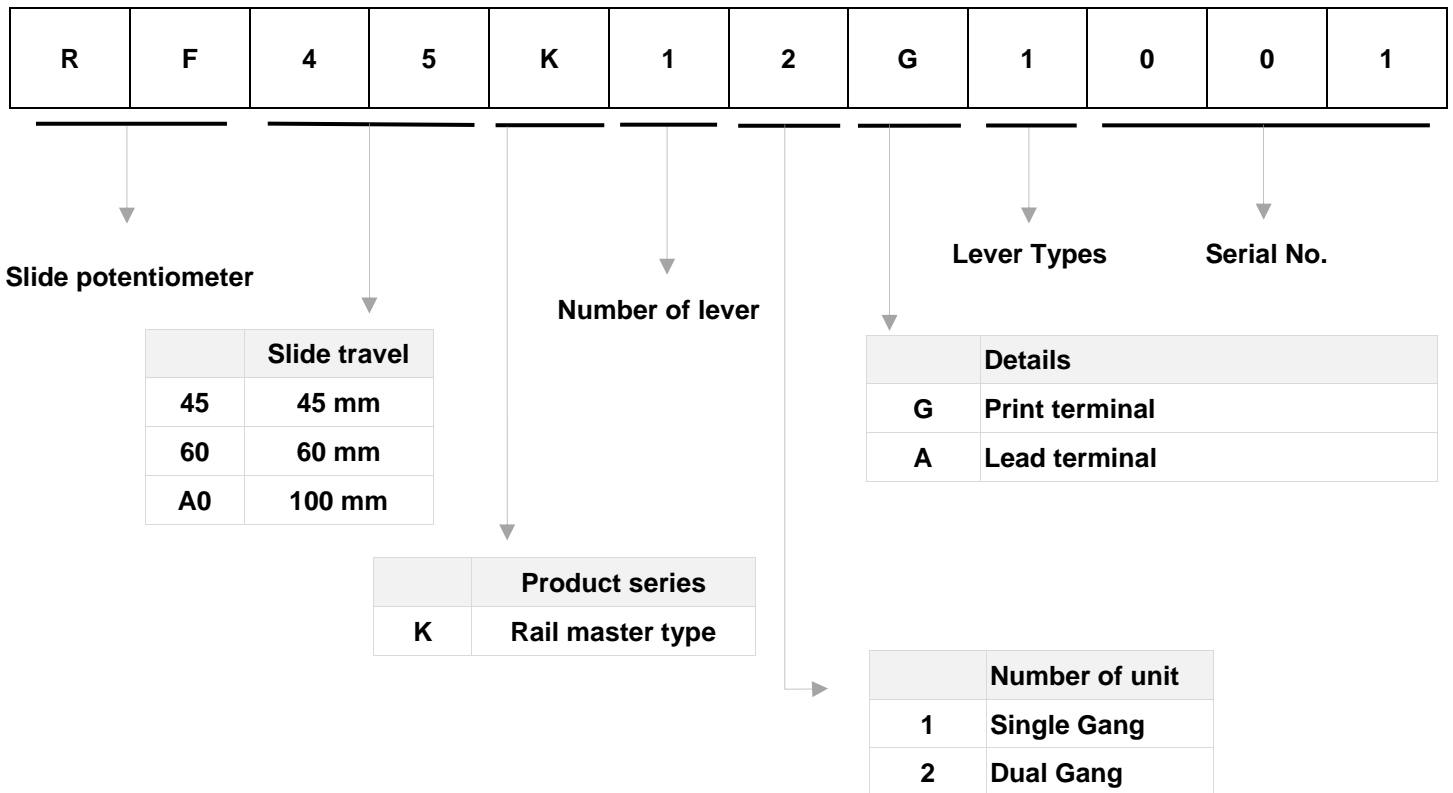 R F 4 5 K 1 2 G 1 0 0 1
Slide potentiometer
Slide travel
45 45 mm
60 60 mm
A0 100 mm
Product series
K Rail master type
Number of lever
Number of unit
1 Single Gang
2 Dual Gang
Details
G Print terminal
A Lead terminal
Lever Types
Serial No.